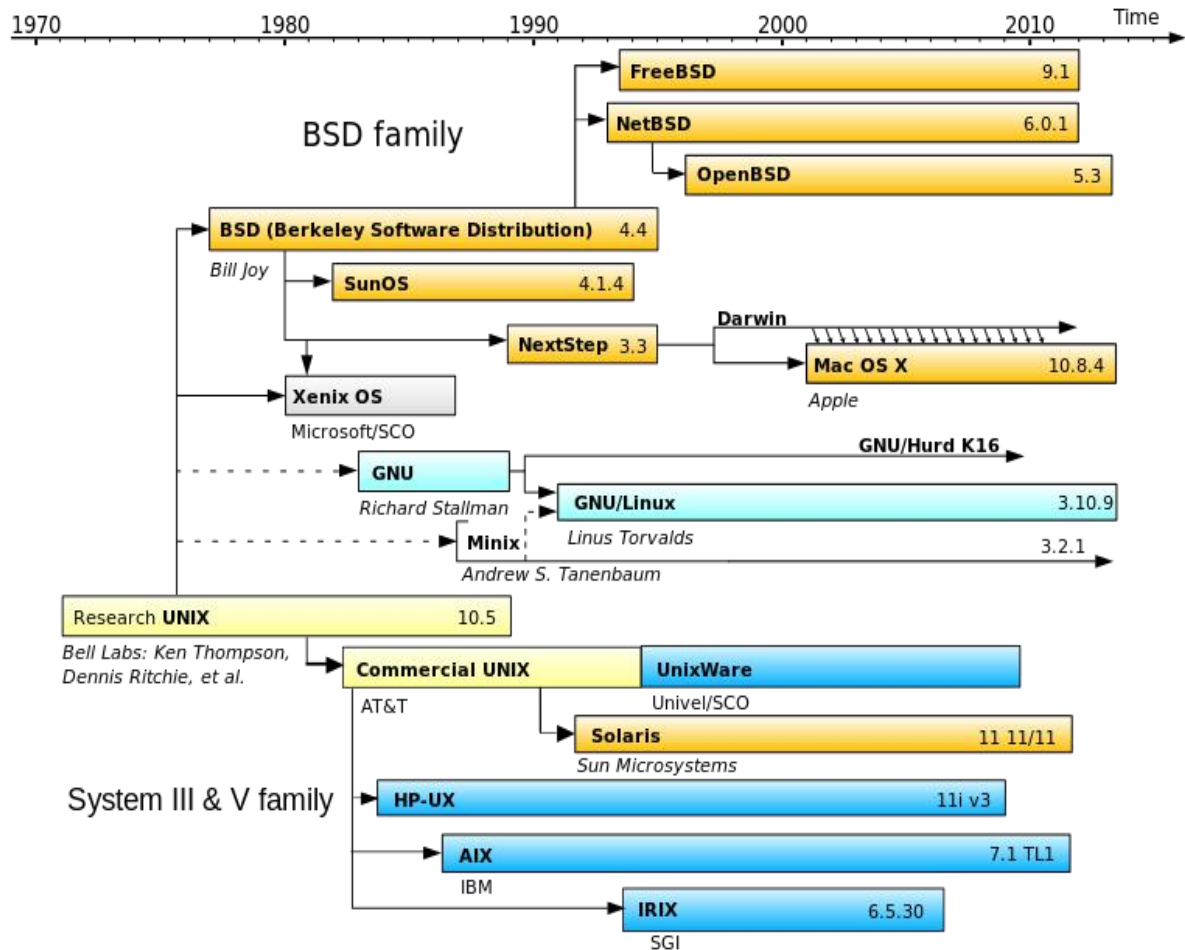 1970 1980 1990 2000 2010 Time
FreeBSD 9.1
BSD family
NetBSD 6.0.1
OpenBSD 5.3
BSD (Berkeley Software Distribution) 4.4
Bill Joy
SunOS 4.1.4
Darwin
NextStep 3.3
Mac OS X 10.8.4
Apple
Xenix OS
Microsoft/SCO
GNU/Hurd K16
GNU
Richard Stallman
GNU/Linux 3.10.9
Linus Torvalds
Minix 3.2.1
Andrew S. Tanenbaum
Research UNIX 10.5
Bell Labs: Ken Thompson,
Dennis Ritchie, et al.
Commercial UNIX UnixWare
AT&T Univel/SCO
Solaris 11 11/11
Sun Microsystems
System III & V family
HP-UX 11i v3
AIX 7.1 TL1
IBM
IRIX 6.5.30
SGI